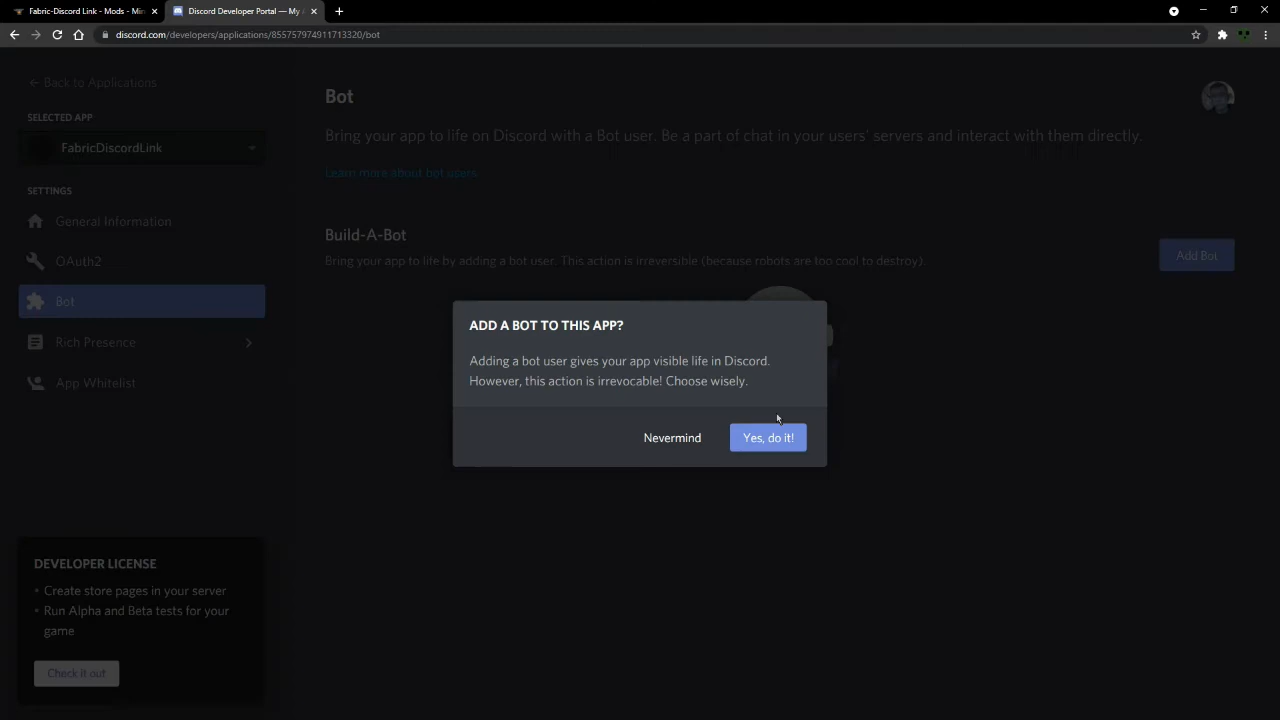 Fabric-Discord Link - Mods - Min
Discord Developer Portal — My A
discord.com/developers/applications/855757974911713320/bot
← Back to Applications
SELECTED APP
FabricDiscordLink
SETTINGS
General Information
OAuth2
Bot
Rich Presence
App Whitelist
DEVELOPER LICENSE
• Create store pages in your server
• Run Alpha and Beta tests for your
game
Check it out
Bot
Bring your app to life on Discord with a Bot user. Be a part of chat in your users' servers and interact with them directly.
Learn more about bot users
Build-A-Bot
Bring your app to life by adding a bot user. This action is irreversible (because robots are too cool to destroy).
Add Bot
ADD A BOT TO THIS APP?
Adding a bot user gives your app visible life in Discord.
However, this action is irrevocable! Choose wisely.
Nevermind
Yes, do it!